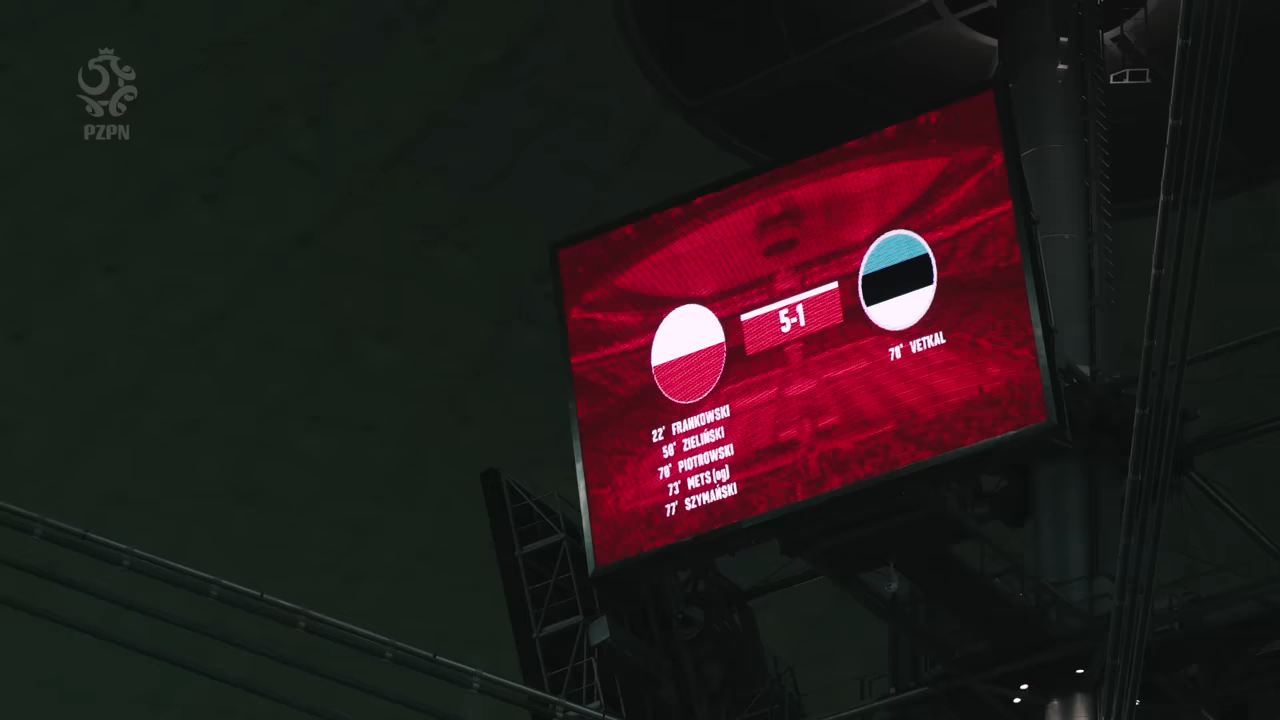 PZPN
5-1
78' VETKAL
22' FRANKOWSKI
50' ZIELIŃSKI
70' PIOTROWSKI
73' METS (og)
77' SZYMAŃSKI